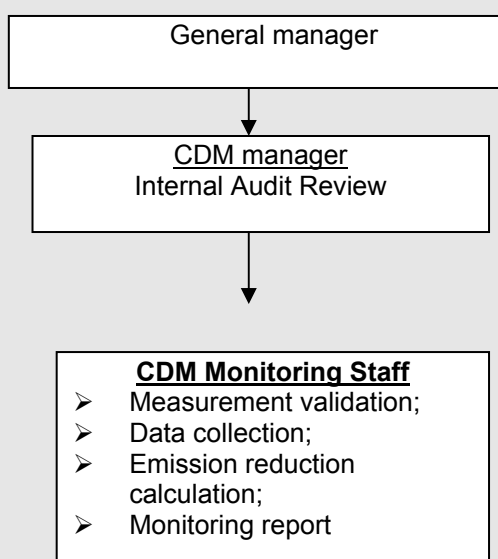 General manager
CDM manager
Internal Audit Review
CDM Monitoring Staff
➢ Measurement validation;
➢ Data collection;
➢ Emission reduction
calculation;
➢ Monitoring report